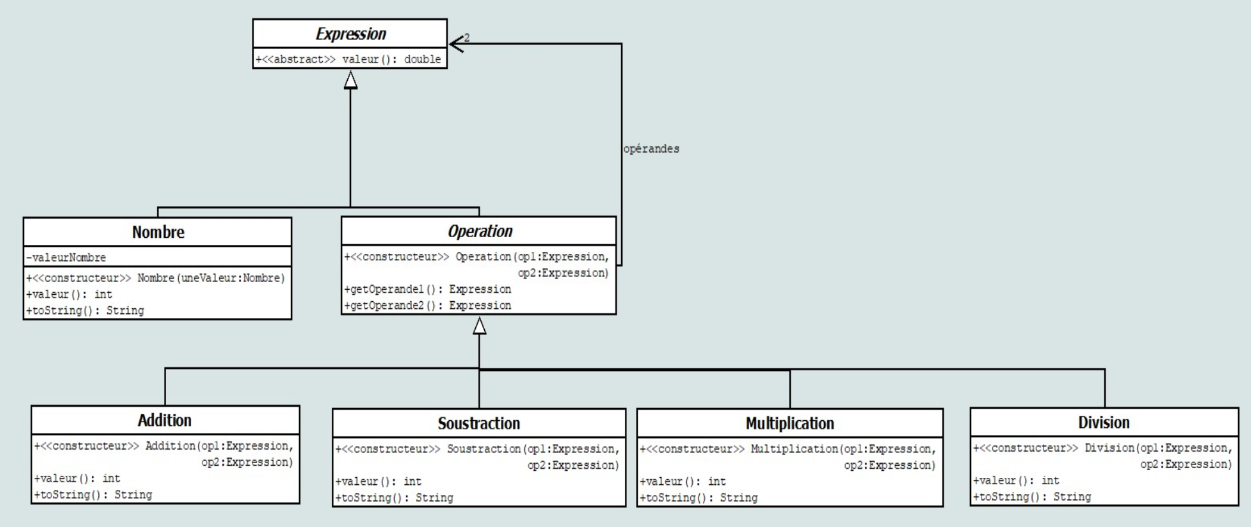 Expression
+<<abstract>> valeur(): double
2
opérandes
Nombre
-valeurNombre
+<<constructeur>> Nombre(uneValeur:Nombre)
+valeur(): int
+toString(): String
Operation
+<<constructeur>> Operation(op1:Expression,
op2:Expression)
+getOperande1(): Expression
+getOperande2(): Expression
Addition
+<<constructeur>> Addition(op1:Expression,
op2:Expression)
+valeur(): int
+toString(): String
Soustraction
+<<constructeur>> Soustraction(op1:Expression,
op2:Expression)
+valeur(): int
+toString(): String
Multiplication
+<<constructeur>> Multiplication(op1:Expression,
op2:Expression)
+valeur(): int
+toString(): String
Division
+<<constructeur>> Division(op1:Expression,
op2:Expression)
+valeur(): int
+toString(): String